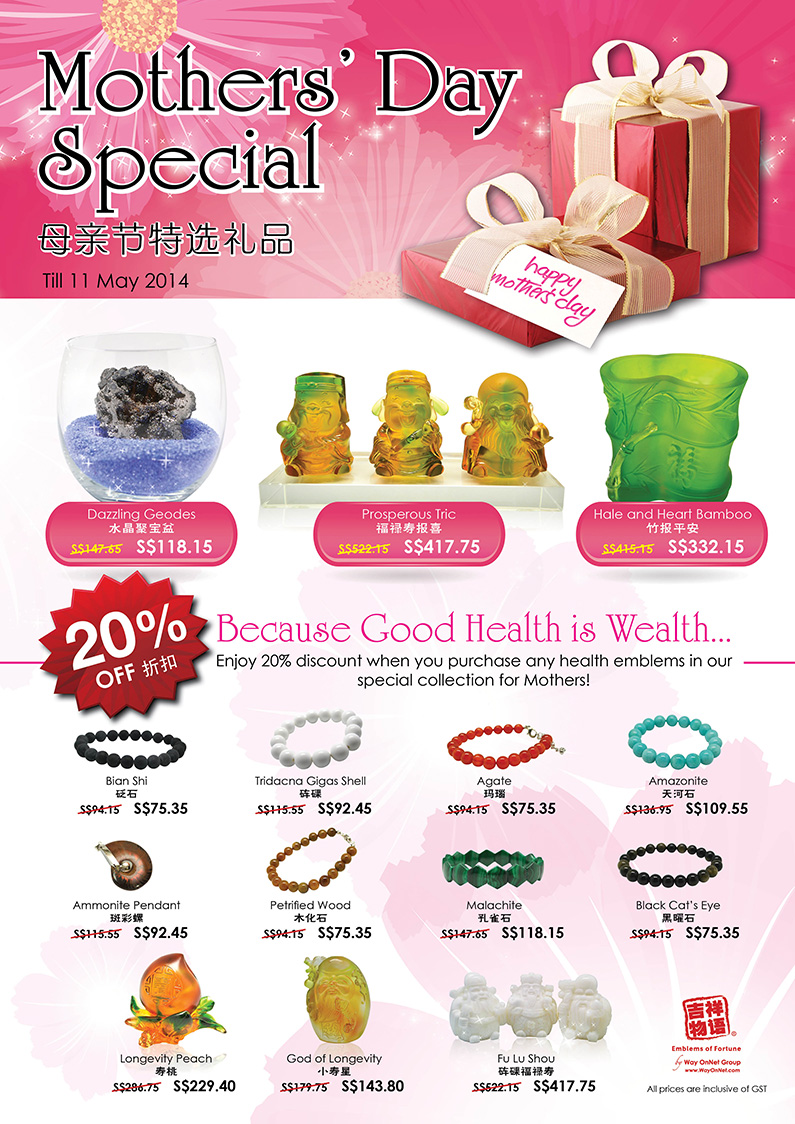 Mothers' Day
Special
母亲节特选礼品
Till 11 May 2014
happy
mothers day
Dazzling Geodes
水晶聚宝盆
S$147.65 S$118.15
Prosperous Tric
福禄寿报喜
S$522.15 S$417.75
Hale and Heart Bamboo
竹报平安
S$415.15 S$332.15
20%
OFF 折扣
Because Good Health is Wealth...
Enjoy 20% discount when you purchase any health emblems in our
special collection for Mothers!
Bian Shi
砭石
S$94.15 S$75.35
Tridacna Gigas Shell
砗磲
S$115.55 S$92.45
Agate
玛瑙
S$94.15 S$75.35
Amazonite
天河石
S$136.95 S$109.55
Ammonite Pendant
斑彩螺
S$115.55 S$92.45
Petrified Wood
木化石
S$94.15 S$75.35
Malachite
孔雀石
S$147.65 S$118.15
Black Cat's Eye
黑曜石
S$94.15 S$75.35
Longevity Peach
寿桃
S$286.75 S$229.40
God of Longevity
小寿星
S$179.75 S$143.80
Fu Lu Shou
砗磲福禄寿
S$522.15 S$417.75
吉祥
物语
®
Emblems of Fortune
by Way OnNet Group
www.WayOnNet.com
All prices are inclusive of GST